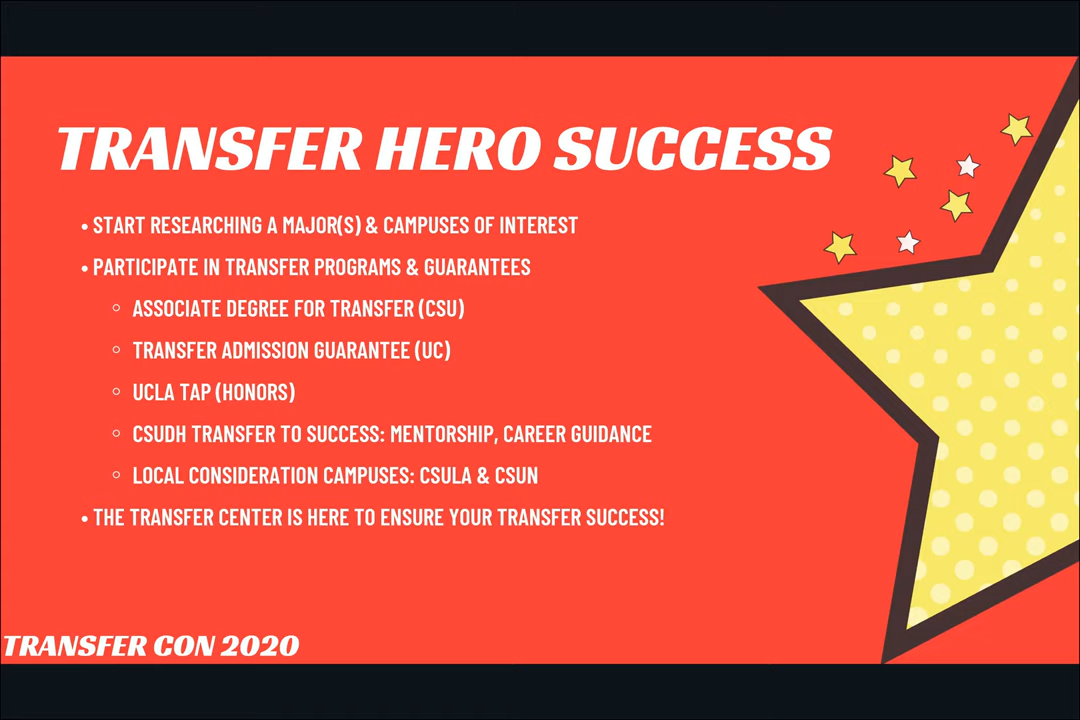 TRANSFER HERO SUCCESS
• START RESEARCHING A MAJOR(S) & CAMPUSES OF INTEREST
• PARTICIPATE IN TRANSFER PROGRAMS & GUARANTEES
○ ASSOCIATE DEGREE FOR TRANSFER (CSU)
○ TRANSFER ADMISSION GUARANTEE (UC)
○ UCLA TAP (HONORS)
○ CSUDH TRANSFER TO SUCCESS: MENTORSHIP, CAREER GUIDANCE
○ LOCAL CONSIDERATION CAMPUSES: CSULA & CSUN
• THE TRANSFER CENTER IS HERE TO ENSURE YOUR TRANSFER SUCCESS!
TRANSFER CON 2020